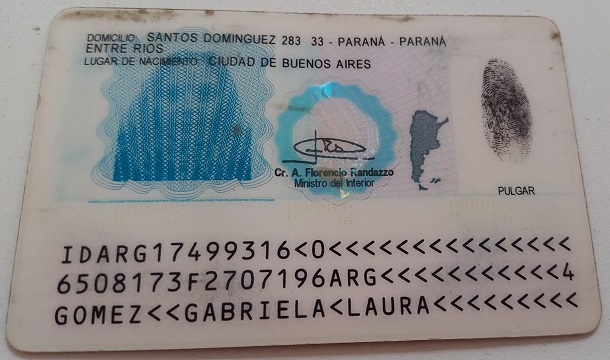 DOMICILIO: SANTOS DOMINGUEZ 283 33 - PARANÁ - PARANÁ
ENTRE RIOS
LUGAR DE NACIMIENTO: CIUDAD DE BUENOS AIRES
Cr. A. Florencio Randazzo
Ministro del Interior
PULGAR
IDARG17499316<0<<<<<<<<<<<<<<<
6508173F2707196ARG<<<<<<<<<<<4
GOMEZ<<GABRIELA<LAURA<<<<<<<<<